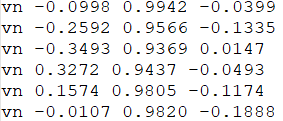 vn -0.0998 0.9942 -0.0399
vn -0.2592 0.9566 -0.1335
vn -0.3493 0.9369 0.0147
vn 0.3272 0.9437 -0.0493
vn 0.1574 0.9805 -0.1174
vn -0.0107 0.9820 -0.1888